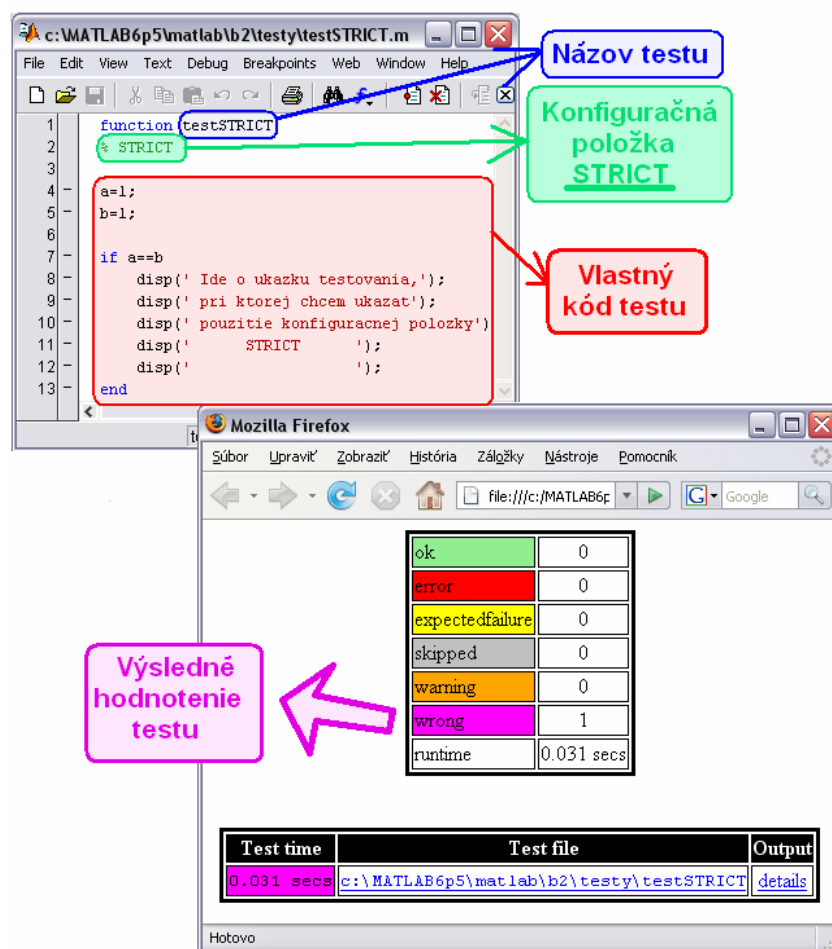 c:\MATLAB6p5\matlab\b2\testy\testSTRICT.m
File Edit View Text Debug Breakpoints Web Window Help
Názov testu
Konfiguračná
položka
STRICT
1 function testSTRICT
2 % STRICT
3
4 – a=1;
5 – b=1;
6
7 – if a==b
8 – disp(' Ide o ukazku testovania,');
9 – disp(' pri ktorej chcem ukazat');
10 – disp(' pouzitie konfiguracnej polozky')
11 – disp(' STRICT ');
12 – disp(' ');
13 – end
Vlastný
kód testu
Mozilla Firefox
Súbor Upraviť Zobraziť História Záložky Nástroje Pomocník
file:///c:/MATLAB6p
G Google
ok 0
error 0
expectedfailure 0
skipped 0
warning 0
wrong 1
runtime 0.031 secs
Výsledné
hodnotenie
testu
Test time Test file Output
0.031 secs c:\MATLAB6p5\matlab\b2\testy\testSTRICT details
Hotovo